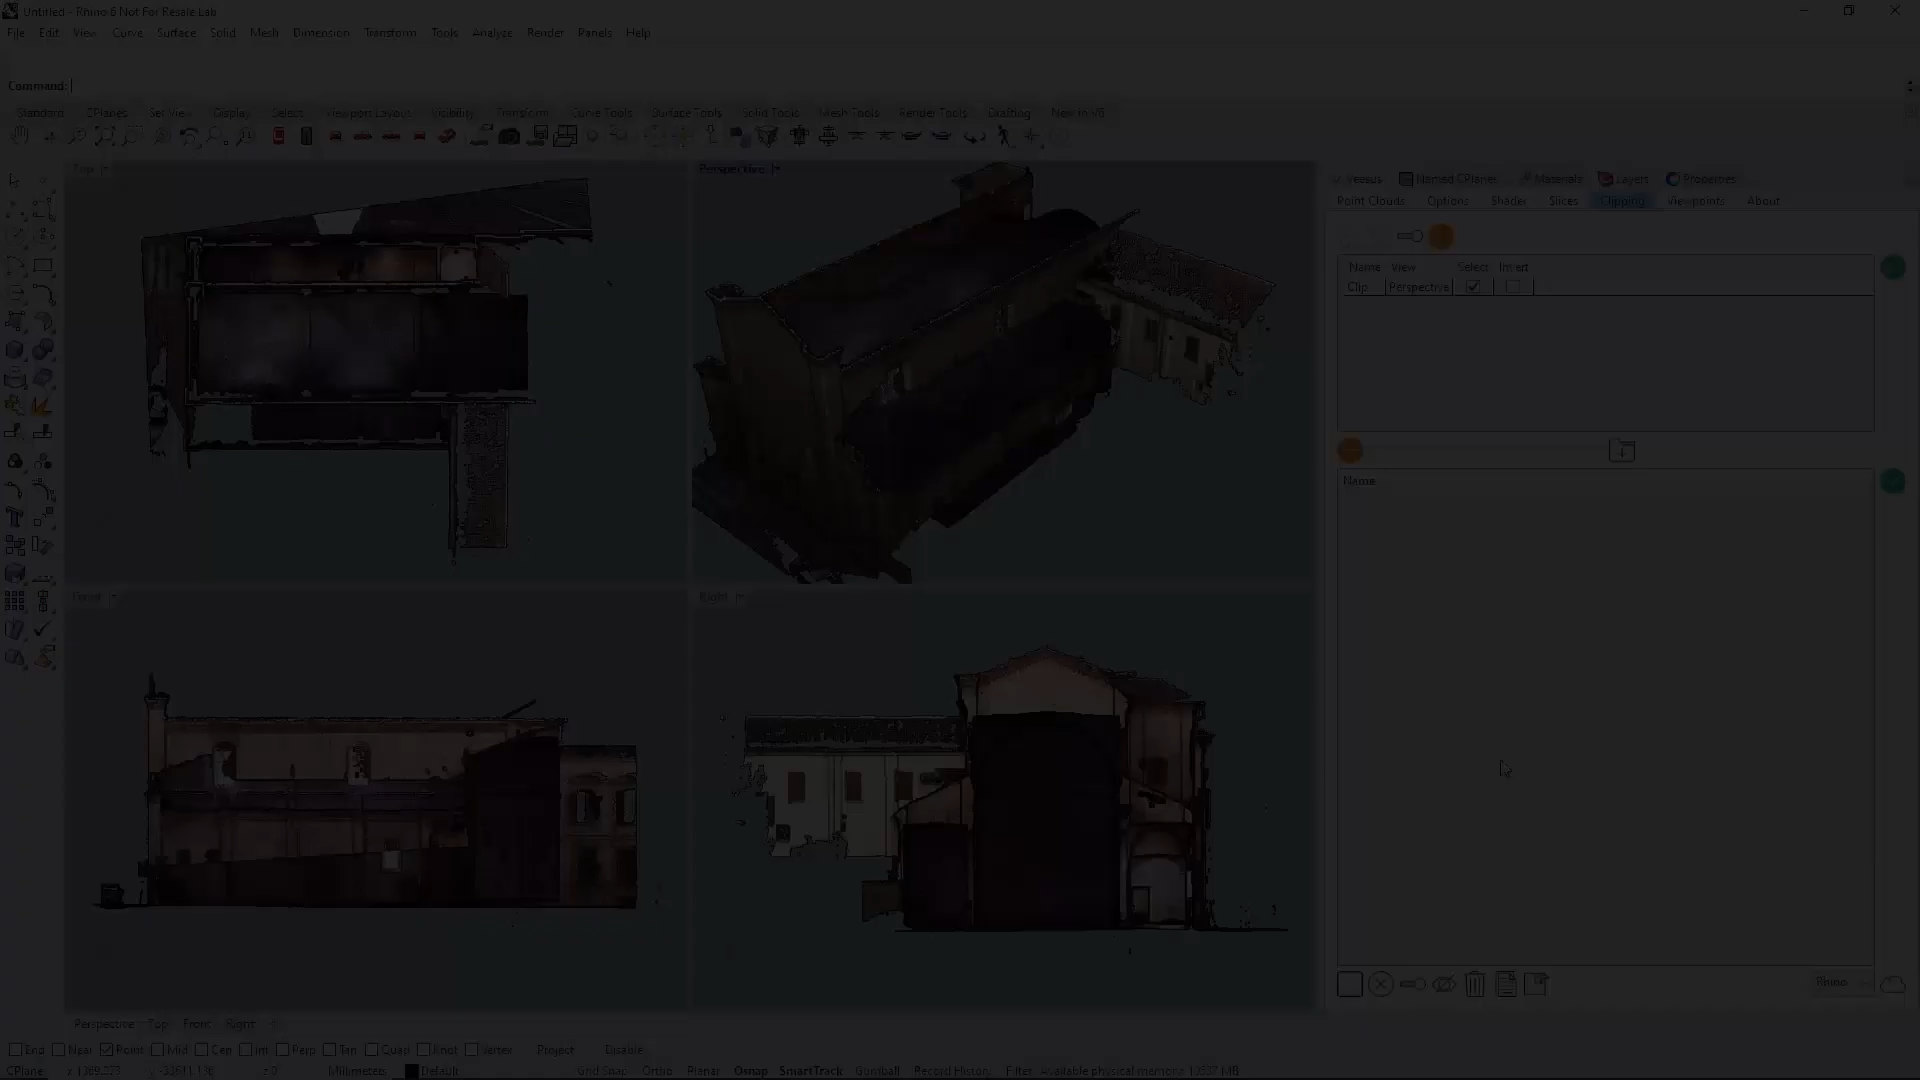 Untitled - Rhino 6 Not For Resale Lab
File Edit View Curve Surface Solid Mesh Dimension Transform Tools Analyze Render Panels Help
Command:
Standard CPlanes Set View Display Select Viewport Layout Visibility Transform Curve Tools Surface Tools Solid Tools Mesh Tools Render Tools Drafting New in V6
Top
Perspective
Veesus Named CPlanes Materials Layers Properties
Point Clouds Options Shader Slices Clipping Viewpoints About
Name View Select Invert
Clip Perspective
Name
Front
Right
Rhino
Perspective Top Front Right
End Near Point Mid Cen Int Perp Tan Quad Knot Vertex Project Disable
CPlane Millimeters Default Grid Snap Ortho Planar Osnap SmartTrack Gumball Record History Filter Available physical memory: